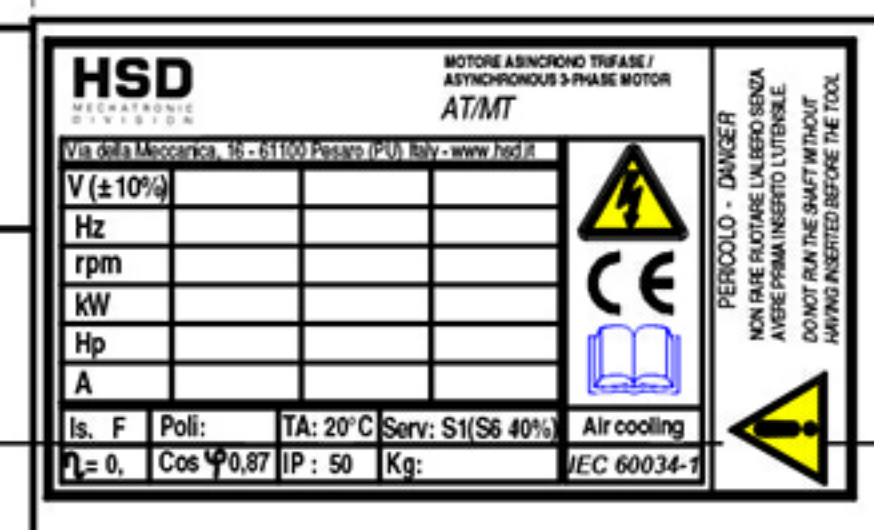 HSD
MECHATRONIC
DIVISION
MOTORE ASINCRONO TRIFASE /
ASYNCHRONOUS 3-PHASE MOTOR
AT/MT
Via della Meccanica, 16 - 61100 Pesaro (PU) Italy - www.hsd.it
V (±10%)
Hz
rpm
kW
Hp
A
Is. F Poli: TA: 20°C Serv: S1(S6 40%) Air cooling
η= 0, Cos φ0,87 IP : 50 Kg: IEC 60034-1
CE
PERICOLO - DANGER
NON FARE RUOTARE L'ALBERO SENZA
AVERE PRIMA INSERITO L'UTENSILE.
DO NOT RUN THE SHAFT WITHOUT
HAVING INSERTED BEFORE THE TOOL